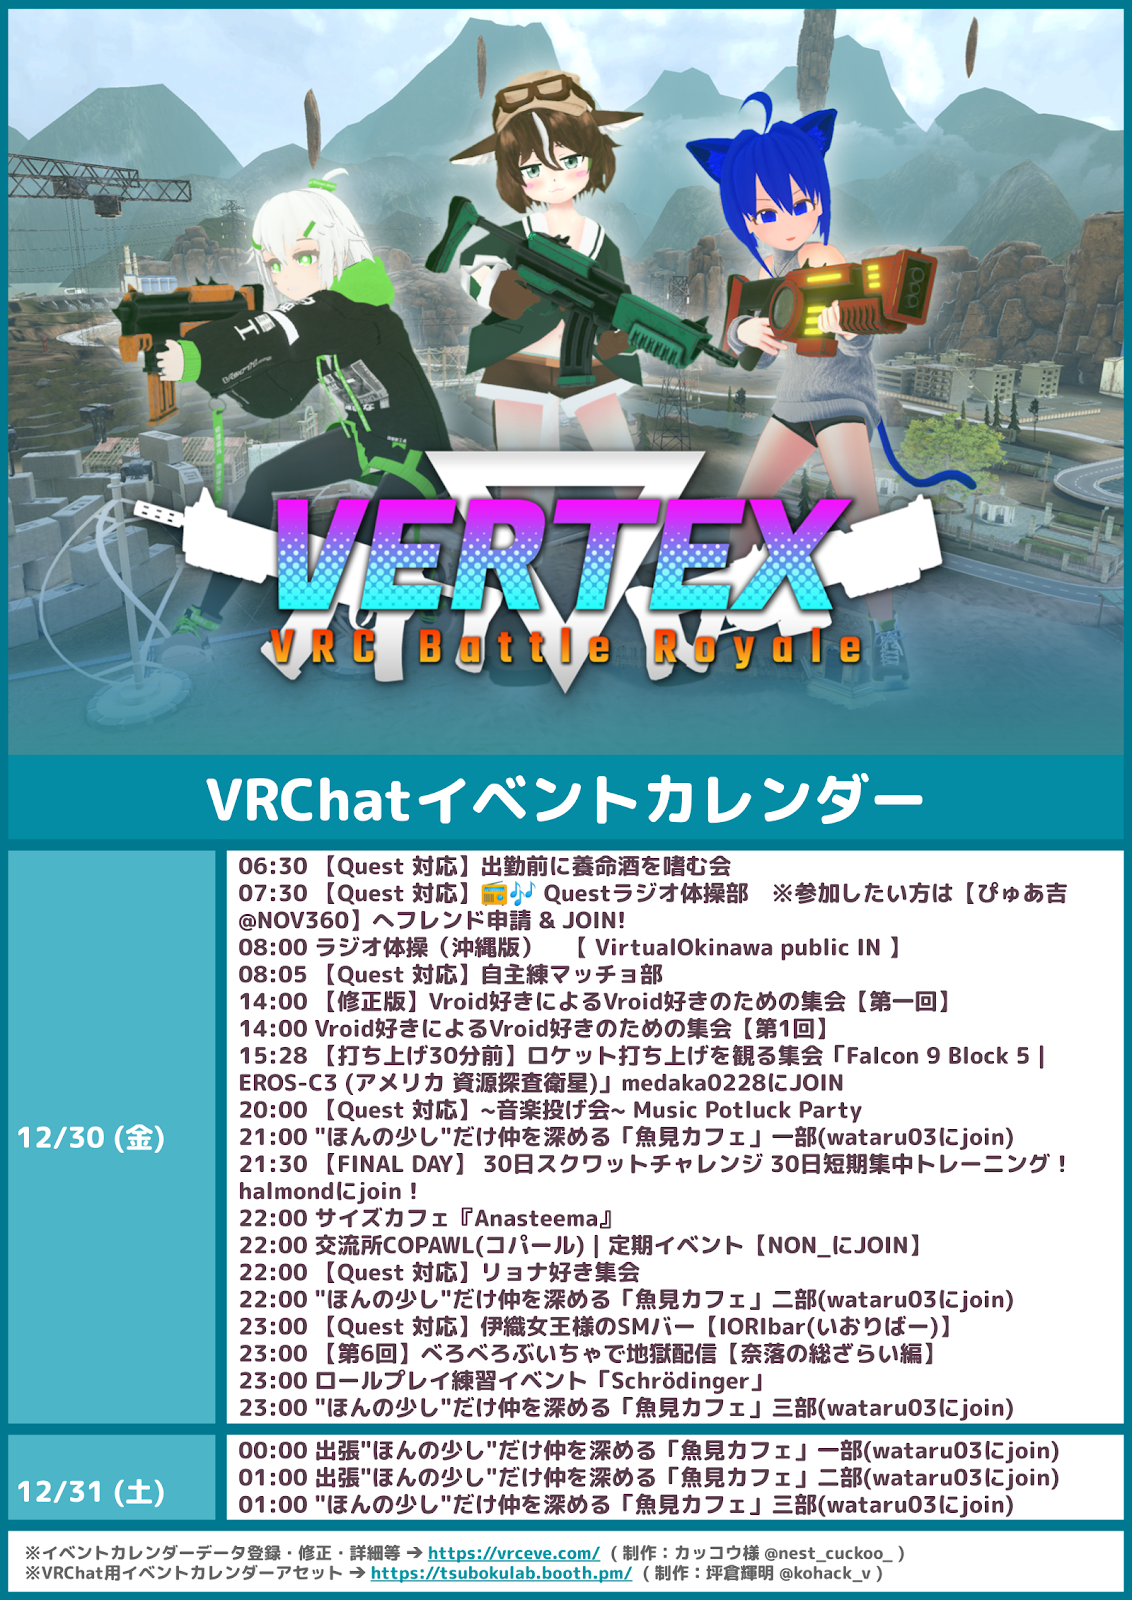 VERTEX
VRC Battle Royale
VRChatイベントカレンダー
12/30 (金)
06:30 【Quest 対応】出勤前に養命酒を嗜む会
07:30 【Quest 対応】📻🎶 Questラジオ体操部　※参加したい方は【ぴゅあ吉
@NOV360】へフレンド申請 & JOIN!
08:00 ラジオ体操（沖縄版）　【 VirtualOkinawa public IN 】
08:05 【Quest 対応】自主練マッチョ部
14:00 【修正版】Vroid好きによるVroid好きのための集会【第一回】
14:00 Vroid好きによるVroid好きのための集会【第1回】
15:28 【打ち上げ30分前】ロケット打ち上げを観る集会「Falcon 9 Block 5 |
EROS-C3 (アメリカ 資源探査衛星)」medaka0228にJOIN
20:00 【Quest 対応】~音楽投げ会~ Music Potluck Party
21:00 "ほんの少し"だけ仲を深める「魚見カフェ」一部(wataru03にjoin)
21:30 【FINAL DAY】 30日スクワットチャレンジ 30日短期集中トレーニング！
halmondにjoin！
22:00 サイズカフェ『Anasteema』
22:00 交流所COPAWL(コパール) | 定期イベント【NON_にJOIN】
22:00 【Quest 対応】リョナ好き集会
22:00 "ほんの少し"だけ仲を深める「魚見カフェ」二部(wataru03にjoin)
23:00 【Quest 対応】伊織女王様のSMバー【IORIbar(いおりばー)】
23:00 【第6回】べろべろぶいちゃで地獄配信【奈落の総ざらい編】
23:00 ロールプレイ練習イベント「Schrödinger」
23:00 "ほんの少し"だけ仲を深める「魚見カフェ」三部(wataru03にjoin)
12/31 (土)
00:00 出張"ほんの少し"だけ仲を深める「魚見カフェ」一部(wataru03にjoin)
01:00 出張"ほんの少し"だけ仲を深める「魚見カフェ」二部(wataru03にjoin)
01:00 "ほんの少し"だけ仲を深める「魚見カフェ」三部(wataru03にjoin)
※イベントカレンダーデータ登録・修正・詳細等 ➔ https://vrceve.com/ ( 制作：カッコウ様 @nest_cuckoo_ )
※VRChat用イベントカレンダーアセット ➔ https://tsubokulab.booth.pm/ ( 制作：坪倉輝明 @kohack_v )